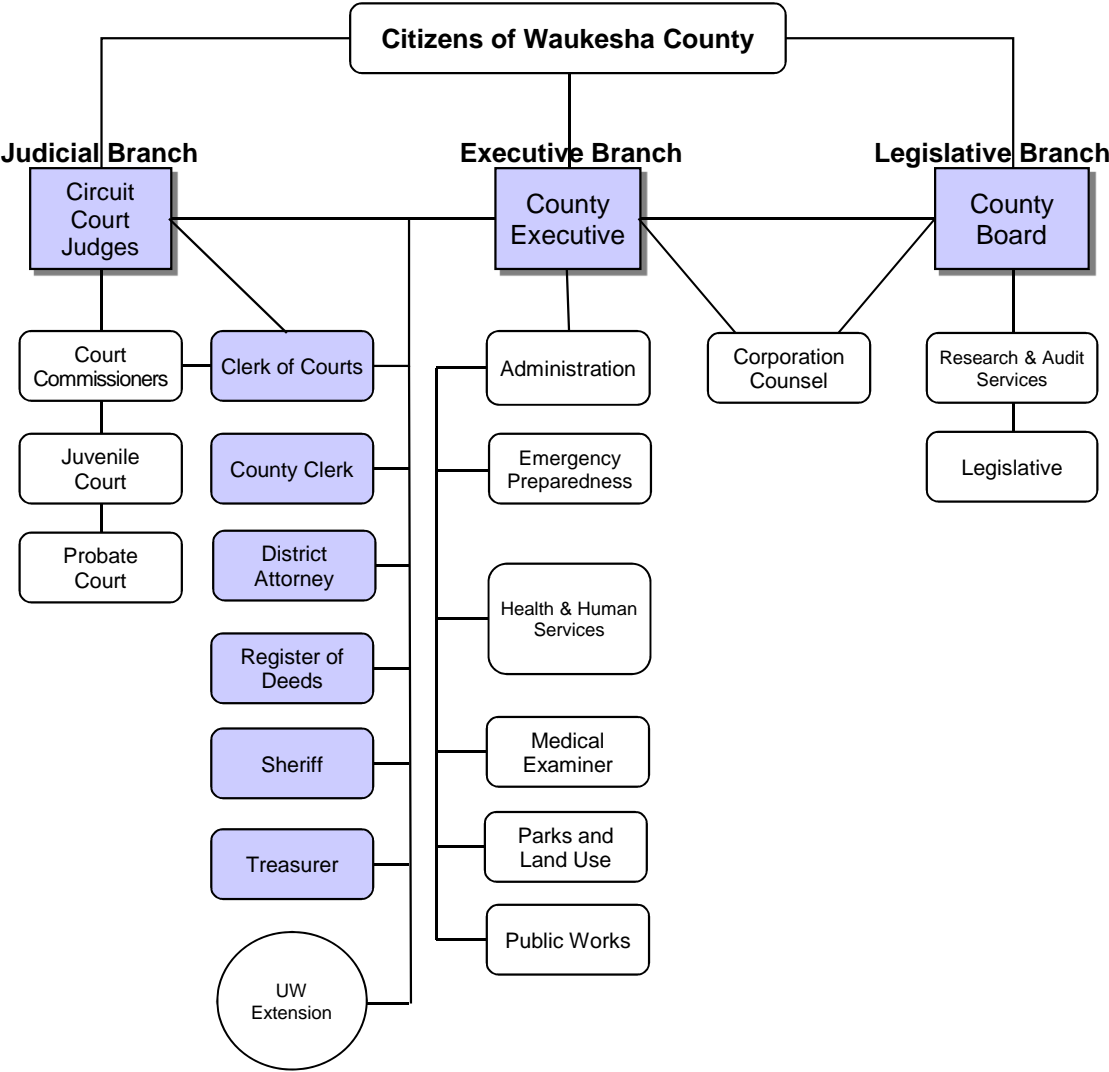 Citizens of Waukesha County
Judicial Branch
Executive Branch
Legislative Branch
Circuit
Court
Judges
County
Executive
County
Board
Court
Commissioners
Clerk of Courts
Administration
Corporation
Counsel
Research & Audit
Services
Juvenile
Court
County Clerk
Emergency
Preparedness
Legislative
Probate
Court
District
Attorney
Health & Human
Services
Register of
Deeds
Sheriff
Medical
Examiner
Treasurer
Parks and
Land Use
Public Works
UW
Extension